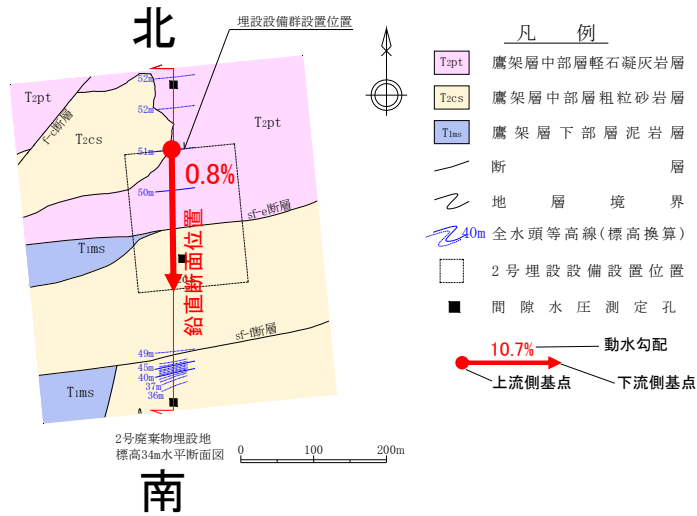 北
埋設設備群設置位置
凡　例
52m
T2pt
f-c断層
52m
T2cs
T2pt
51m
0.8%
50m
sf-e断層
T1ms
鉛直断面位置
sf-f断層
49m
45m
40m
37m
36m
T1ms
2号廃棄物埋設地
標高34m水平断面図
0 100 200m
南
T2pt 鷹架層中部層軽石凝灰岩層
T2cs 鷹架層中部層粗粒砂岩層
T1ms 鷹架層下部層泥岩層
断層
地層境界
40m 全水頭等高線(標高換算)
2号埋設設備設置位置
間隙水圧測定孔
10.7% 動水勾配
上流側基点 下流側基点